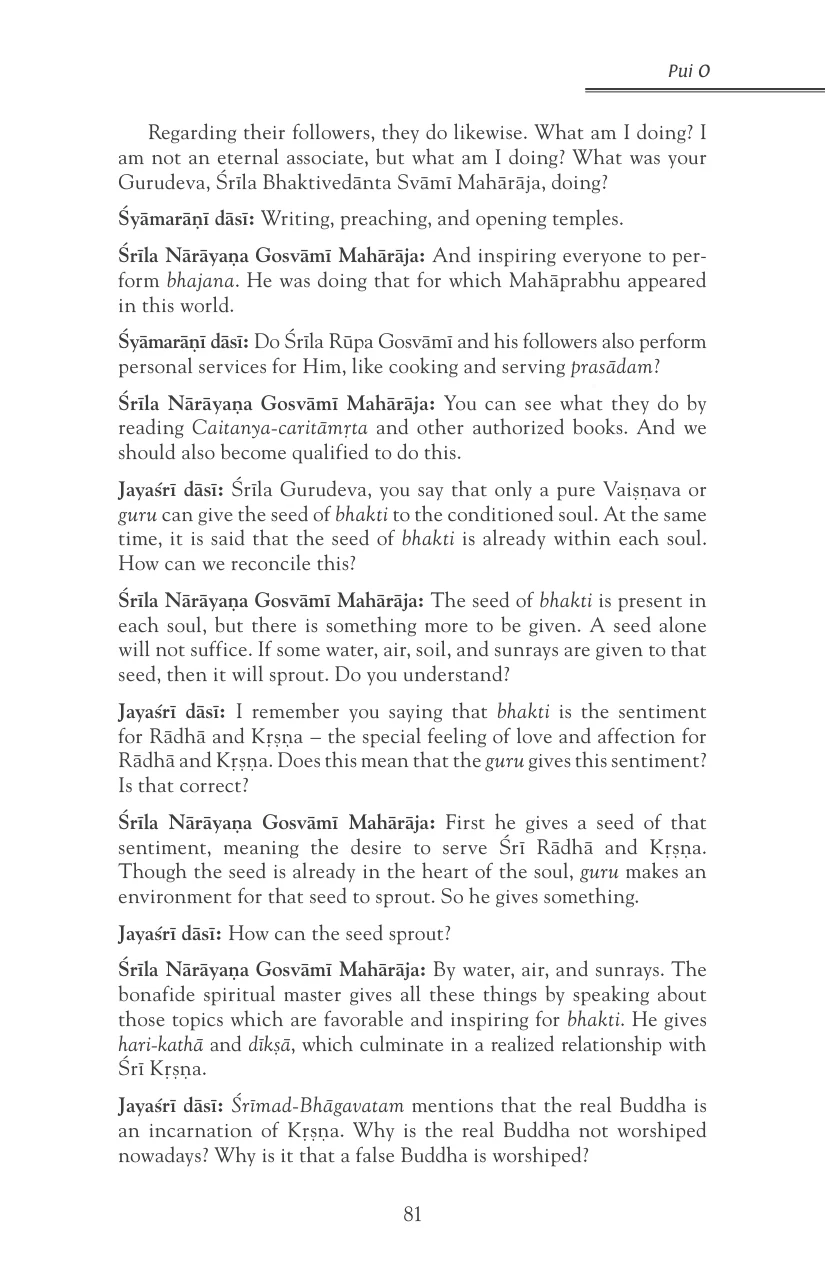 Pui O
Regarding their followers, they do likewise. What am I doing? I
am not an eternal associate, but what am I doing? What was your
Gurudeva, Śrīla Bhaktivedānta Svāmī Mahārāja, doing?
Śyāmarāṇī dāsī: Writing, preaching, and opening temples.
Śrīla Nārāyaṇa Gosvāmī Mahārāja: And inspiring everyone to per-
form bhajana. He was doing that for which Mahāprabhu appeared
in this world.
Śyāmarāṇī dāsī: Do Śrīla Rūpa Gosvāmī and his followers also perform
personal services for Him, like cooking and serving prasādam?
Śrīla Nārāyaṇa Gosvāmī Mahārāja: You can see what they do by
reading Caitanya-caritāmṛta and other authorized books. And we
should also become qualified to do this.
Jayaśrī dāsī: Śrīla Gurudeva, you say that only a pure Vaiṣṇava or
guru can give the seed of bhakti to the conditioned soul. At the same
time, it is said that the seed of bhakti is already within each soul.
How can we reconcile this?
Śrīla Nārāyaṇa Gosvāmī Mahārāja: The seed of bhakti is present in
each soul, but there is something more to be given. A seed alone
will not suffice. If some water, air, soil, and sunrays are given to that
seed, then it will sprout. Do you understand?
Jayaśrī dāsī: I remember you saying that bhakti is the sentiment
for Rādhā and Kṛṣṇa – the special feeling of love and affection for
Rādhā and Kṛṣṇa. Does this mean that the guru gives this sentiment?
Is that correct?
Śrīla Nārāyaṇa Gosvāmī Mahārāja: First he gives a seed of that
sentiment, meaning the desire to serve Śrī Rādhā and Kṛṣṇa.
Though the seed is already in the heart of the soul, guru makes an
environment for that seed to sprout. So he gives something.
Jayaśrī dāsī: How can the seed sprout?
Śrīla Nārāyaṇa Gosvāmī Mahārāja: By water, air, and sunrays. The
bonafide spiritual master gives all these things by speaking about
those topics which are favorable and inspiring for bhakti. He gives
hari-kathā and dīkṣā, which culminate in a realized relationship with
Śrī Kṛṣṇa.
Jayaśrī dāsī: Śrīmad-Bhāgavatam mentions that the real Buddha is
an incarnation of Kṛṣṇa. Why is the real Buddha not worshiped
nowadays? Why is it that a false Buddha is worshiped?
81